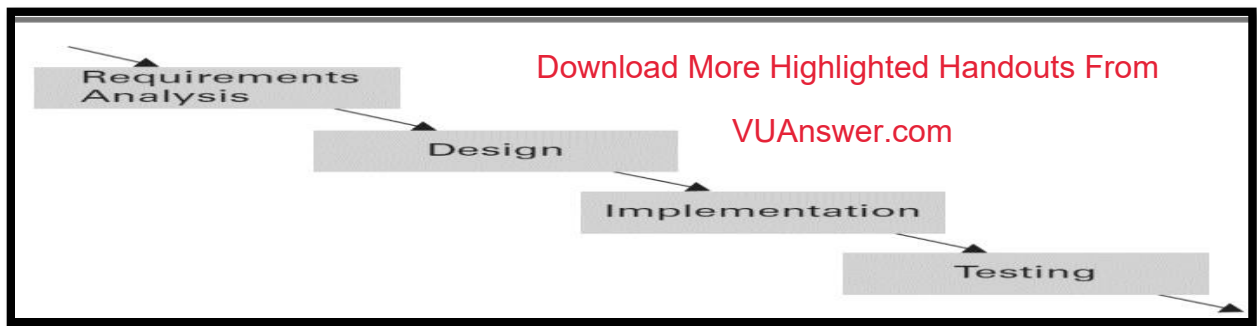 Requirements
Analysis
Download More Highlighted Handouts From
VUAnswer.com
Design
Implementation
Testing